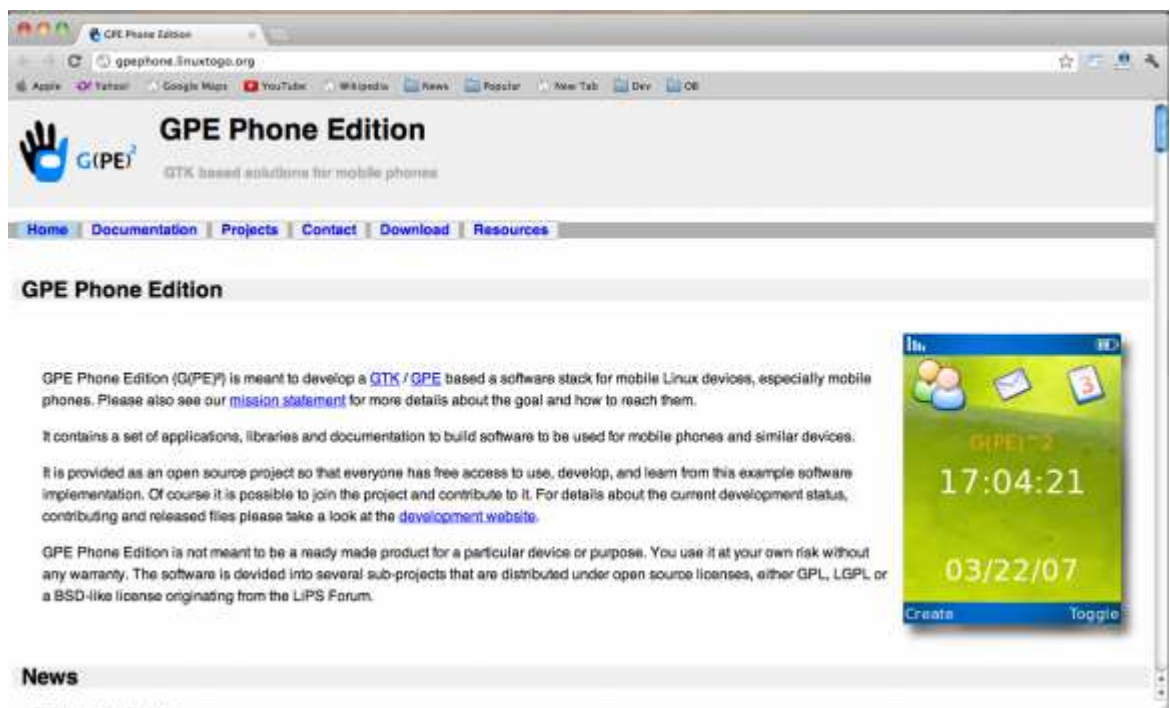 GPE Phone Edition
gpephone.linuxtogo.org
Apple Yahoo! Google Maps YouTube Wikipedia News Popular New Tab Dev OB
G(PE)²
GPE Phone Edition
GTK based solutions for mobile phones
Home Documentation Projects Contact Download Resources
GPE Phone Edition
GPE Phone Edition (G(PE)²) is meant to develop a GTK / GPE based a software stack for mobile Linux devices, especially mobile
phones. Please also see our mission statement for more details about the goal and how to reach them.
It contains a set of applications, libraries and documentation to build software to be used for mobile phones and similar devices.
It is provided as an open source project so that everyone has free access to use, develop, and learn from this example software
implementation. Of course it is possible to join the project and contribute to it. For details about the current development status,
contributing and released files please take a look at the development website.
GPE Phone Edition is not meant to be a ready made product for a particular device or purpose. You use it at your own risk without
any warranty. The software is devided into several sub-projects that are distributed under open source licenses, either GPL, LGPL or
a BSD-like license originating from the LiPS Forum.
3
G(PE)^2
17:04:21
03/22/07
Create Toggle
News